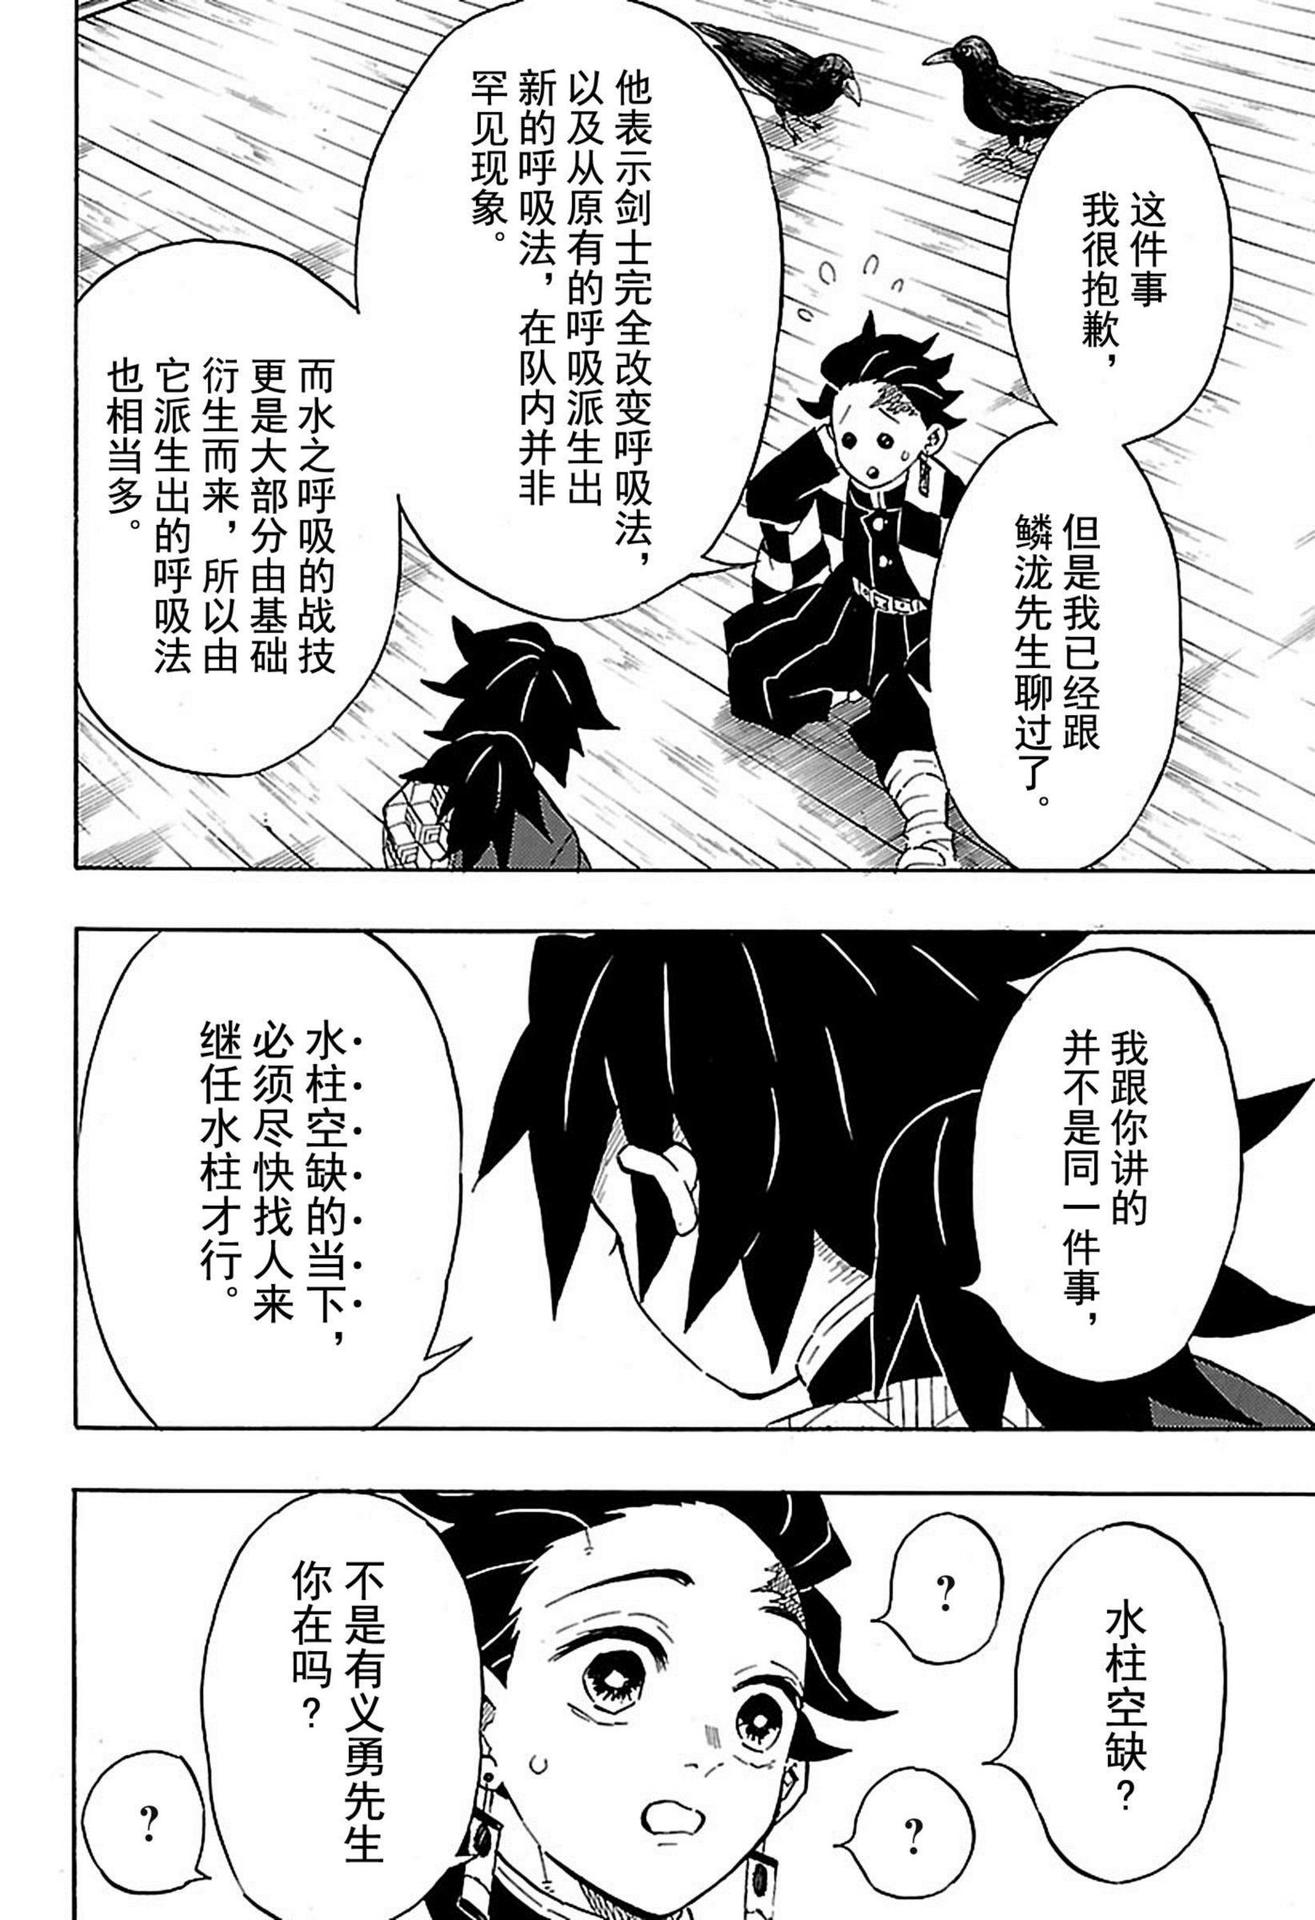 这件事
我很抱歉，
但是我已经跟
鳞泷先生聊过了。
他表示剑士完全改变呼吸法，
以及从原有的呼吸派生出
新的呼吸法，在队内并非
罕见现象。
而水之呼吸的战技
更是大部分由基础
衍生而来，所以由
它派生出的呼吸法
也相当多。
我跟你讲的
并不是同一件事，
水柱空缺的当下，
必须尽快找人来
继任水柱才行。
水柱空缺？
？
？
不是有义勇先生
你在吗？
？